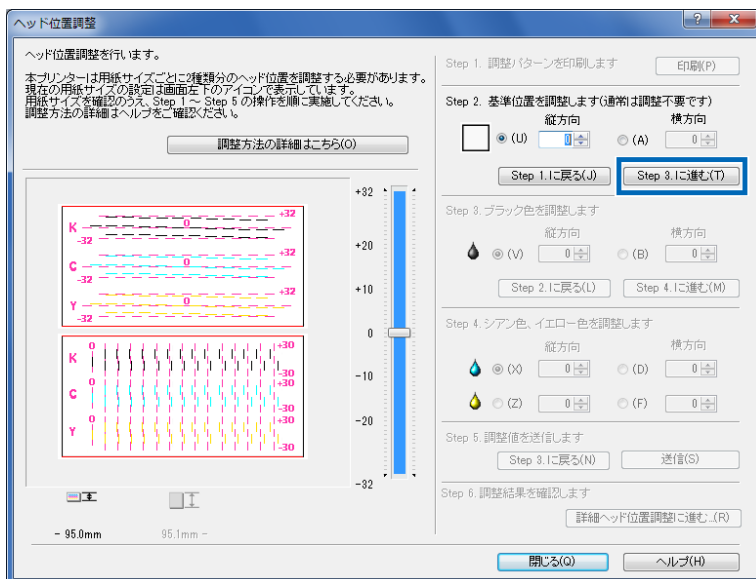 ヘッド位置調整
ヘッド位置調整を行います。
本プリンターは用紙サイズごとに2種類分のヘッド位置を調整する必要があります。
現在の用紙サイズの設定は画面左下のアイコンで表示しています。
用紙サイズを確認のうえ、Step 1 ～ Step 5 の操作を順に実施してください。
調整方法の詳細はヘルプをご確認ください。
調整方法の詳細はこちら(O)
K
-32
0
+32
C
-32
0
+32
Y
-32
0
+32
K
0
+30
-30
C
0
+30
-30
Y
0
+30
-30
+32
+20
+10
0
-10
-20
-32
- 95.0mm
95.1mm -
Step 1. 調整パターンを印刷します
印刷(P)
Step 2. 基準位置を調整します(通常は調整不要です)
縦方向 横方向
(U) 0 (A) 0
Step 1.に戻る(J) Step 3.に進む(T)
Step 3. ブラック色を調整します
縦方向 横方向
(V) 0 (B) 0
Step 2.に戻る(L) Step 4.に進む(M)
Step 4. シアン色、イエロー色を調整します
縦方向 横方向
(X) 0 (D) 0
(Z) 0 (F) 0
Step 5. 調整値を送信します
Step 3.に戻る(N) 送信(S)
Step 6. 調整結果を確認します
詳細ヘッド位置調整に進む...(R)
閉じる(Q) ヘルプ(H)